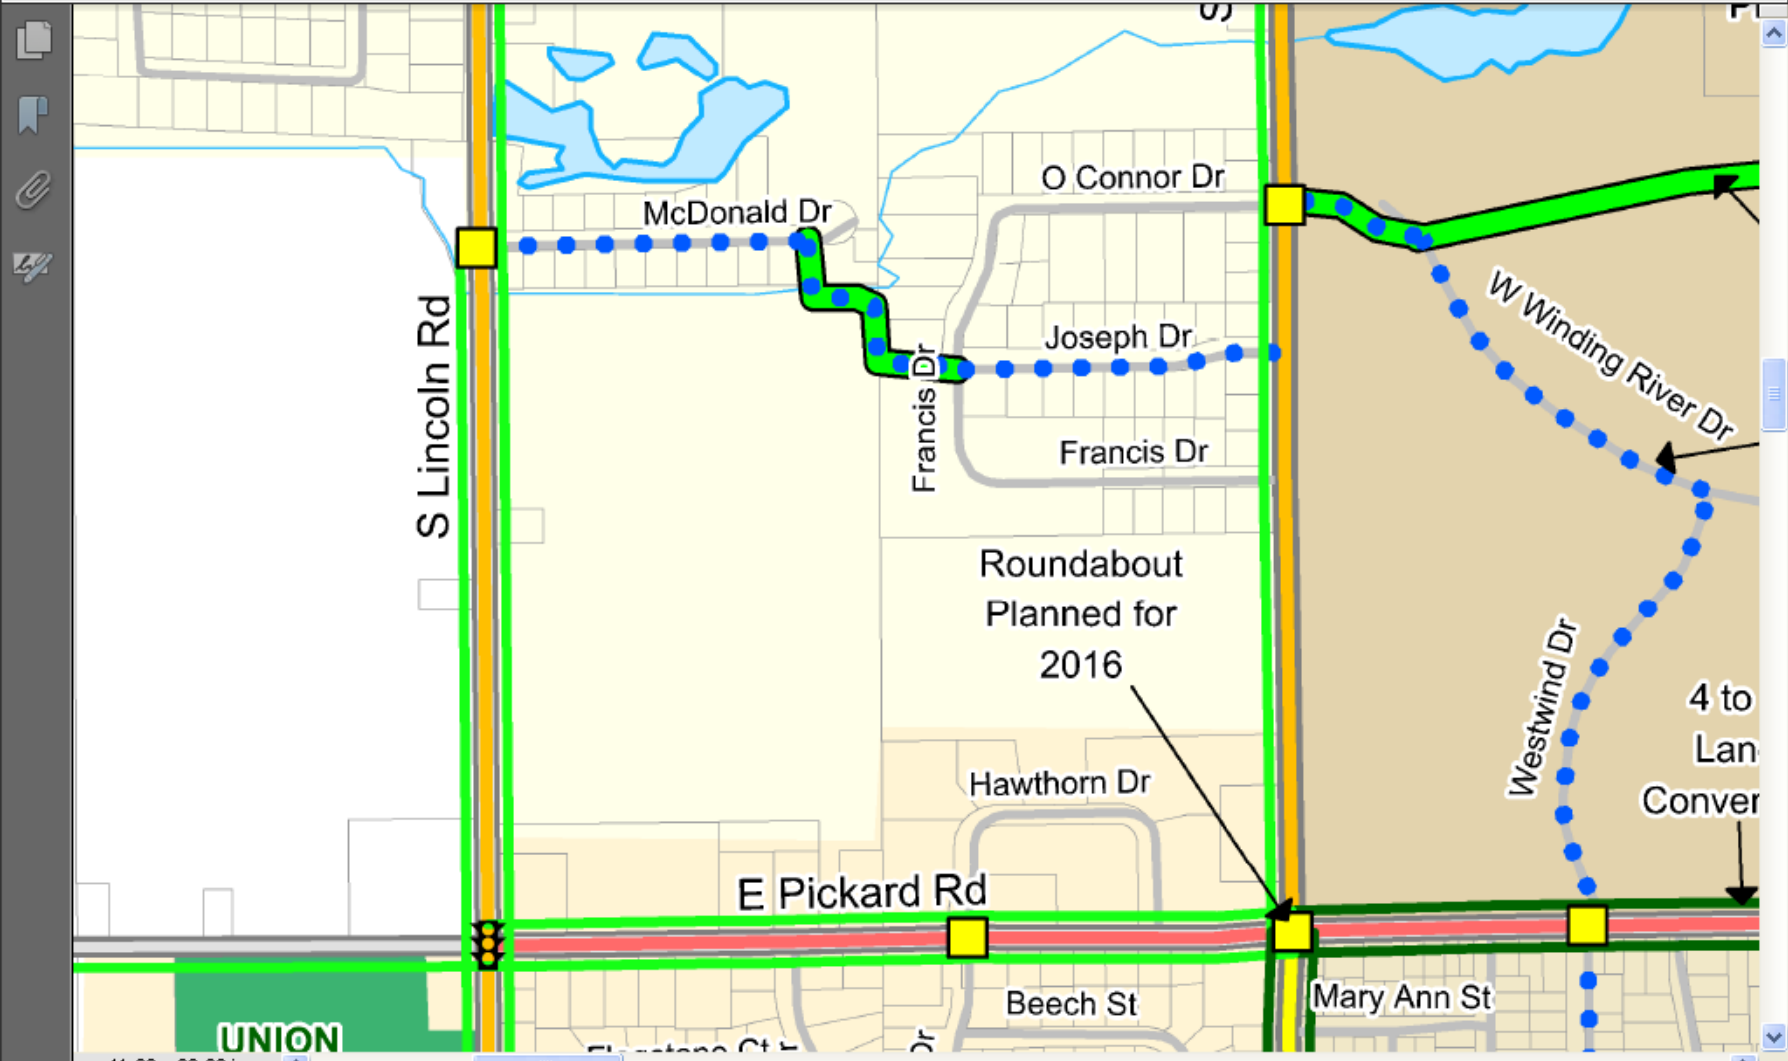 S
O Connor Dr
McDonald Dr
W Winding River Dr
S Lincoln Rd
Joseph Dr
Francis Dr
Francis Dr
Roundabout
Planned for
2016
Westwind Dr
4 to
Lan
Conver
Hawthorn Dr
E Pickard Rd
Beech St
Mary Ann St
UNION
Dr